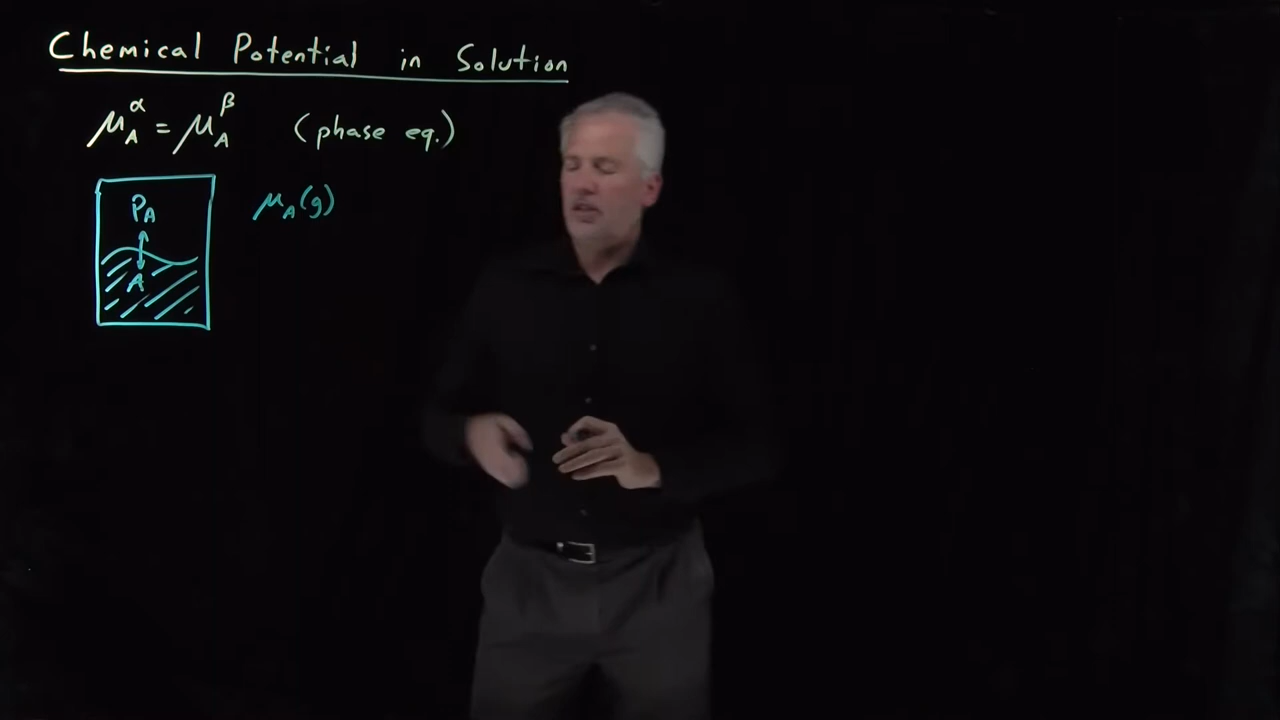 Chemical Potential in Solution
μ_A^α = μ_A^β (phase eq.)
P_A μ_A(g)
A